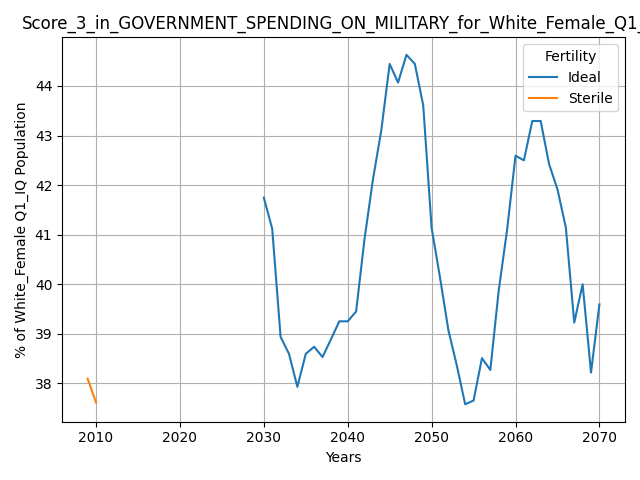 Score_3_in_GOVERNMENT_SPENDING_ON_MILITARY_for_White_Female_Q1_
Fertility
Ideal
Sterile
44
43
42
41
40
39
38
% of White_Female Q1_IQ Population
2010 2020 2030 2040 2050 2060 2070
Years